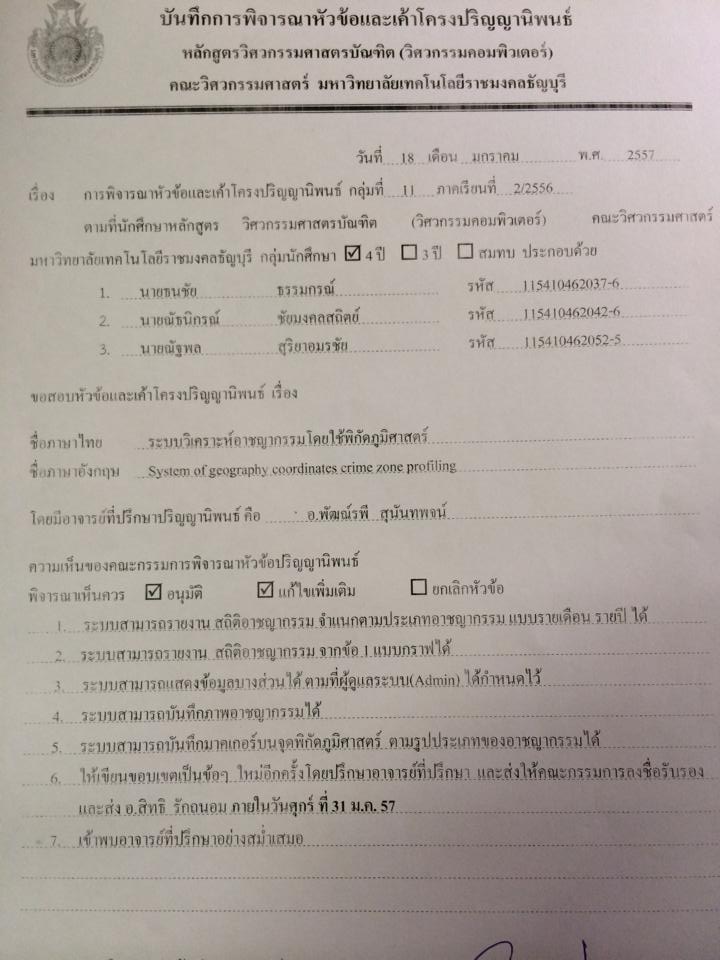 บันทึกการพิจารณาหัวข้อและเค้าโครงปริญญานิพนธ์
หลักสูตรวิศวกรรมศาสตรบัณฑิต (วิศวกรรมคอมพิวเตอร์)
คณะวิศวกรรมศาสตร์ มหาวิทยาลัยเทคโนโลยีราชมงคลธัญบุรี
วันที่ 18 เดือน มกราคม พ.ศ. 2557
เรื่อง การพิจารณาหัวข้อและเค้าโครงปริญญานิพนธ์ กลุ่มที่ 11 ภาคเรียนที่ 2/2556
ตามที่นักศึกษาหลักสูตร วิศวกรรมศาสตรบัณฑิต (วิศวกรรมคอมพิวเตอร์) คณะวิศวกรรมศาสตร์
มหาวิทยาลัยเทคโนโลยีราชมงคลธัญบุรี กลุ่มนักศึกษา ☑ 4 ปี ☐ 3 ปี ☐ สมทบ ประกอบด้วย
1. นายธนชัย ธรรมกรณ์ รหัส 115410462037-6
2. นายณัธนิกรณ์ ชัยมงคลสถิตย์ รหัส 115410462042-6
3. นายณัฐพล สุริยาอมรชัย รหัส 115410462052-5
ขอสอบหัวข้อและเค้าโครงปริญญานิพนธ์ เรื่อง
ชื่อภาษาไทย ระบบวิเคราะห์อาชญากรรมโดยใช้พิกัดภูมิศาสตร์
ชื่อภาษาอังกฤษ System of geography coordinates crime zone profiling
โดยมีอาจารย์ที่ปรึกษาปริญญานิพนธ์ คือ อ.พัฒณ์รพี สุนันทพจน์
ความเห็นของคณะกรรมการพิจารณาหัวข้อปริญญานิพนธ์
พิจารณาเห็นควร ☑ อนุมัติ ☑ แก้ไขเพิ่มเติม ☐ ยกเลิกหัวข้อ
1. ระบบสามารถรายงาน สถิติอาชญากรรม จำแนกตามประเภทอาชญากรรม แบบรายเดือน รายปี ได้
2. ระบบสามารถรายงาน สถิติอาชญากรรม จากข้อ 1 แบบกราฟได้
3. ระบบสามารถแสดงข้อมูลบางส่วนได้ ตามที่ผู้ดูแลระบบ(Admin) ได้กำหนดไว้
4. ระบบสามารถบันทึกภาพอาชญากรรมได้
5. ระบบสามารถบันทึกมาคเกอร์บนจุดพิกัดภูมิศาสตร์ ตามรูปประเภทของอาชญากรรมได้
6. ให้เขียนขอบเขตเป็นข้อๆ ใหม่อีกครั้งโดยปรึกษาอาจารย์ที่ปรึกษา และส่งให้คณะกรรมการลงชื่อรับรอง
และส่ง อ.สิทธิ รักถนอม ภายในวันศุกร์ ที่ 31 ม.ค. 57
7. เข้าพบอาจารย์ที่ปรึกษาอย่างสม่ำเสมอ